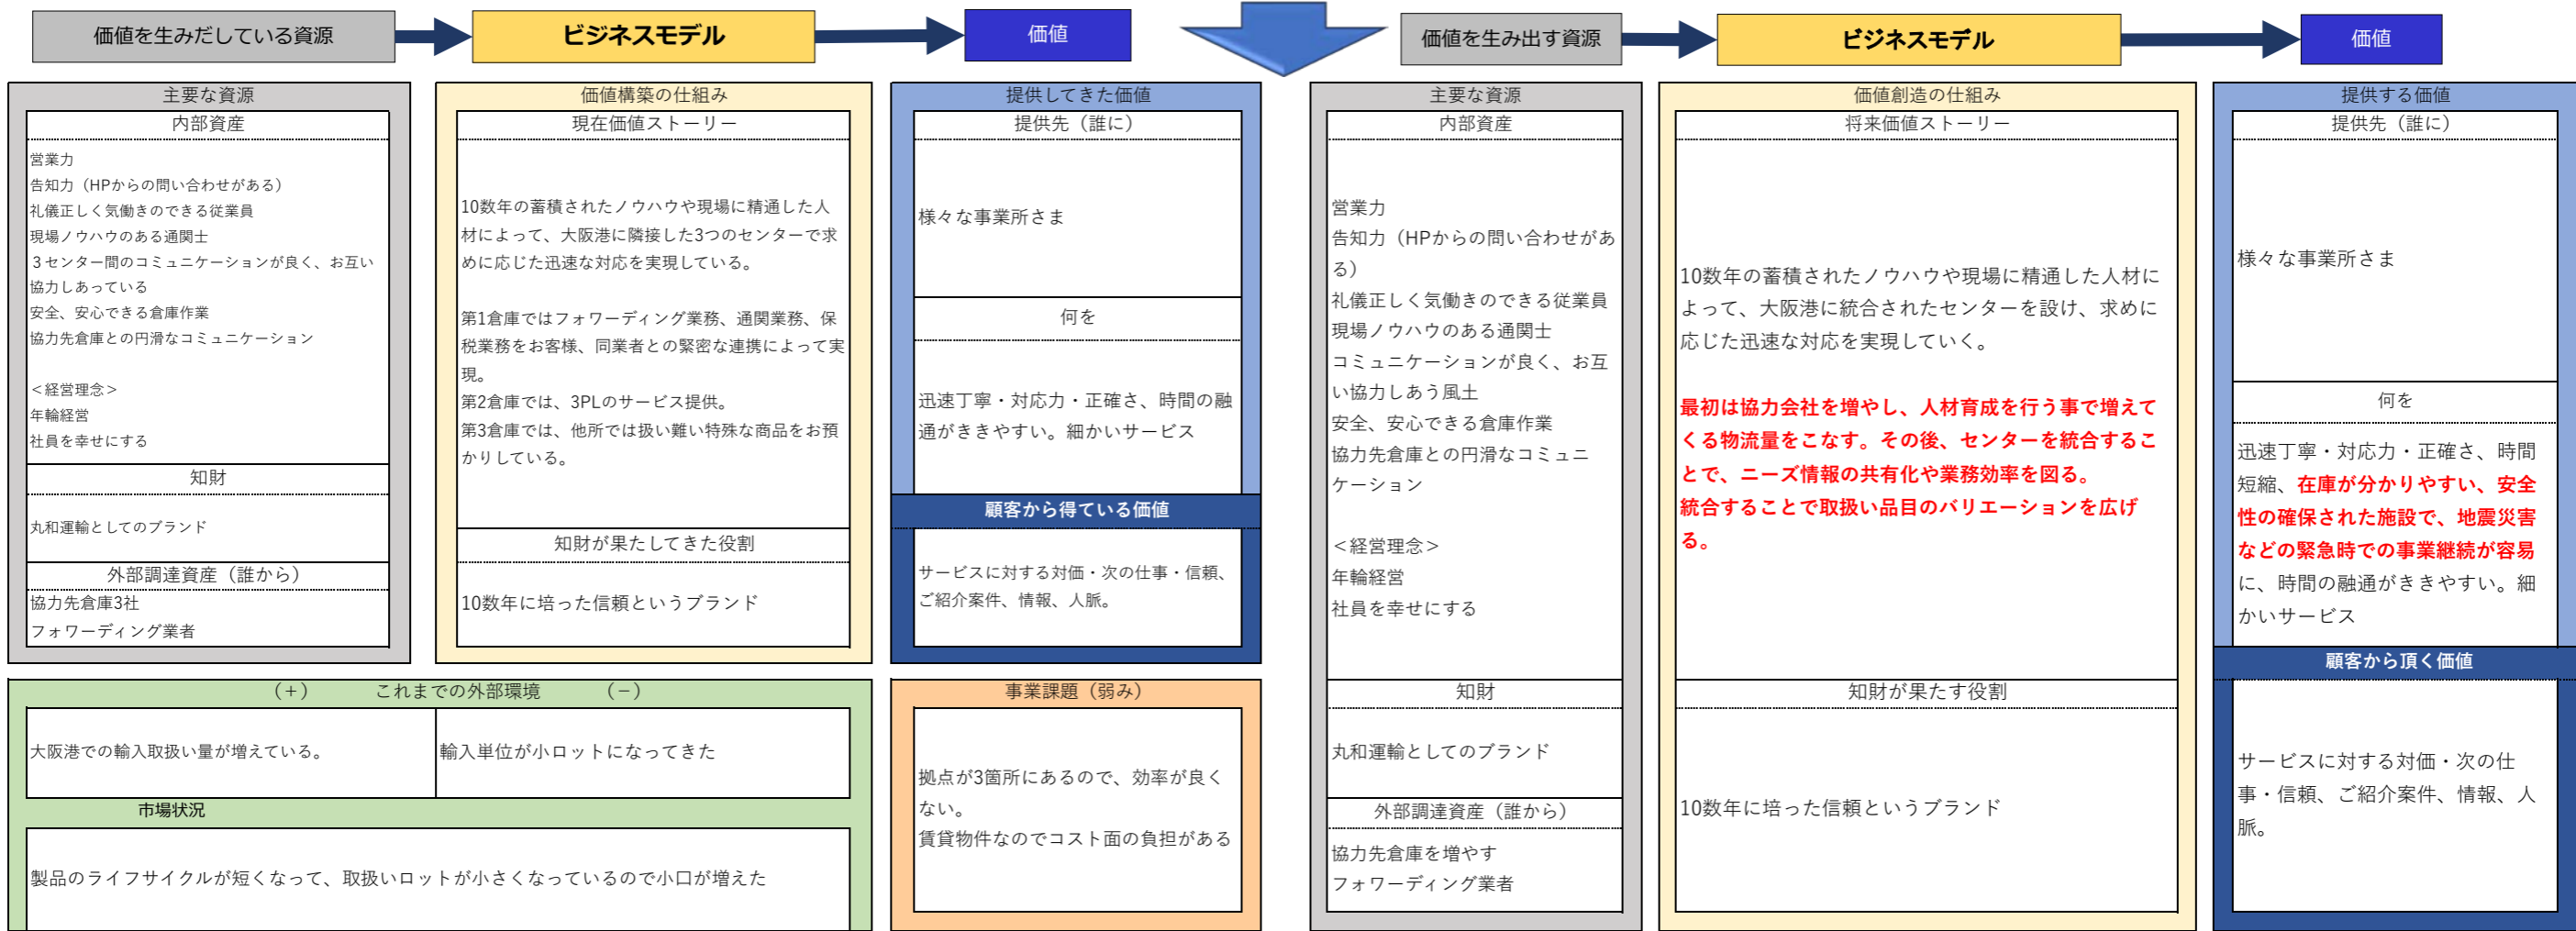 価値を生みだしている資源
ビジネスモデル
価値
主要な資源
内部資産
営業力
告知力（HPからの問い合わせがある）
礼儀正しく気働きのできる従業員
現場ノウハウのある通関士
３センター間のコミュニケーションが良く、お互い
協力しあっている
安全、安心できる倉庫作業
協力先倉庫との円滑なコミュニケーション
＜経営理念＞
年輪経営
社員を幸せにする
知財
丸和運輸としてのブランド
外部調達資産（誰から）
協力先倉庫3社
フォワーディング業者
価値構築の仕組み
現在価値ストーリー
10数年の蓄積されたノウハウや現場に精通した人
材によって、大阪港に隣接した3つのセンターで求
めに応じた迅速な対応を実現している。
第1倉庫ではフォワーディング業務、通関業務、保
税業務をお客様、同業者との緊密な連携によって実
現。
第2倉庫では、3PLのサービス提供。
第3倉庫では、他所では扱い難い特殊な商品をお預
かりしている。
知財が果たしてきた役割
10数年に培った信頼というブランド
提供してきた価値
提供先（誰に）
様々な事業所さま
何を
迅速丁寧・対応力・正確さ、時間の融
通がききやすい。細かいサービス
顧客から得ている価値
サービスに対する対価・次の仕事・信頼、
ご紹介案件、情報、人脈。
（+）　これまでの外部環境　（−）
大阪港での輸入取扱い量が増えている。
輸入単位が小ロットになってきた
市場状況
製品のライフサイクルが短くなって、取扱いロットが小さくなっているので小口が増えた
事業課題（弱み）
拠点が3箇所にあるので、効率が良く
ない。
賃貸物件なのでコスト面の負担がある
価値を生み出す資源
ビジネスモデル
価値
主要な資源
内部資産
営業力
告知力（HPからの問い合わせがあ
る）
礼儀正しく気働きのできる従業員
現場ノウハウのある通関士
コミュニケーションが良く、お互
い協力しあう風土
安全、安心できる倉庫作業
協力先倉庫との円滑なコミュニ
ケーション
＜経営理念＞
年輪経営
社員を幸せにする
知財
丸和運輸としてのブランド
外部調達資産（誰から）
協力先倉庫を増やす
フォワーディング業者
価値創造の仕組み
将来価値ストーリー
10数年の蓄積されたノウハウや現場に精通した人材に
よって、大阪港に統合されたセンターを設け、求めに
応じた迅速な対応を実現していく。
最初は協力会社を増やし、人材育成を行う事で増えて
くる物流量をこなす。その後、センターを統合するこ
とで、ニーズ情報の共有化や業務効率を図る。
統合することで取扱い品目のバリエーションを広げ
る。
知財が果たす役割
10数年に培った信頼というブランド
提供する価値
提供先（誰に）
様々な事業所さま
何を
迅速丁寧・対応力・正確さ、時間
短縮、在庫が分かりやすい、安全
性の確保された施設で、地震災害
などの緊急時での事業継続が容易
に、時間の融通がききやすい。細
かいサービス
顧客から頂く価値
サービスに対する対価・次の仕
事・信頼、ご紹介案件、情報、人
脈。